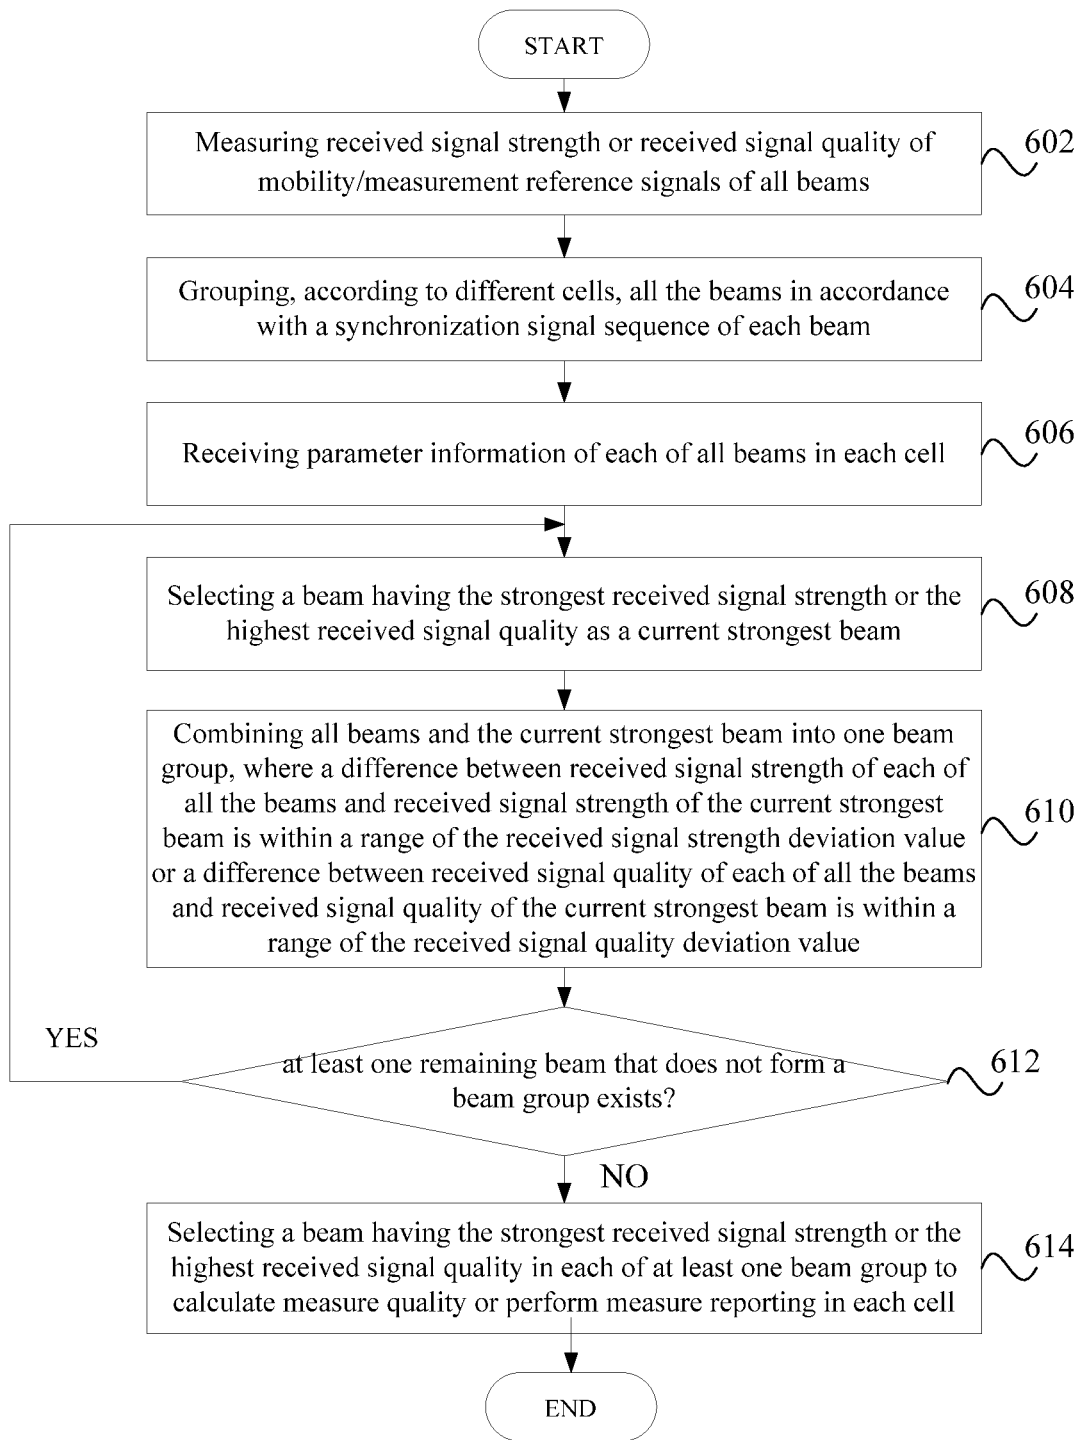 START
Measuring received signal strength or received signal quality of
mobility/measurement reference signals of all beams
602
Grouping, according to different cells, all the beams in accordance
with a synchronization signal sequence of each beam
604
Receiving parameter information of each of all beams in each cell
606
Selecting a beam having the strongest received signal strength or the
highest received signal quality as a current strongest beam
608
Combining all beams and the current strongest beam into one beam
group, where a difference between received signal strength of each of
all the beams and received signal strength of the current strongest
beam is within a range of the received signal strength deviation value
or a difference between received signal quality of each of all the beams
and received signal quality of the current strongest beam is within a
range of the received signal quality deviation value
610
YES
at least one remaining beam that does not form a
beam group exists?
612
NO
Selecting a beam having the strongest received signal strength or the
highest received signal quality in each of at least one beam group to
calculate measure quality or perform measure reporting in each cell
614
END